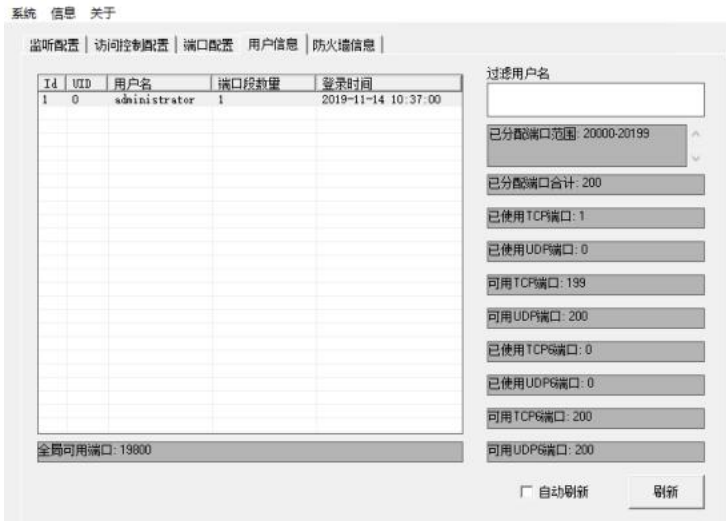 系统 信息 关于
监听配置 访问控制配置 端口配置 用户信息 防火墙信息
Id UID 用户名 端口段数量 登录时间
1 0 administrator 1 2019-11-14 10:37:00
过滤用户名
已分配端口范围: 20000-20199
已分配端口合计: 200
已使用TCP端口: 1
已使用UDP端口: 0
可用TCP端口: 199
可用UDP端口: 200
已使用TCP6端口: 0
已使用UDP6端口: 0
可用TCP6端口: 200
全局可用端口: 19800
可用UDP6端口: 200
自动刷新 刷新